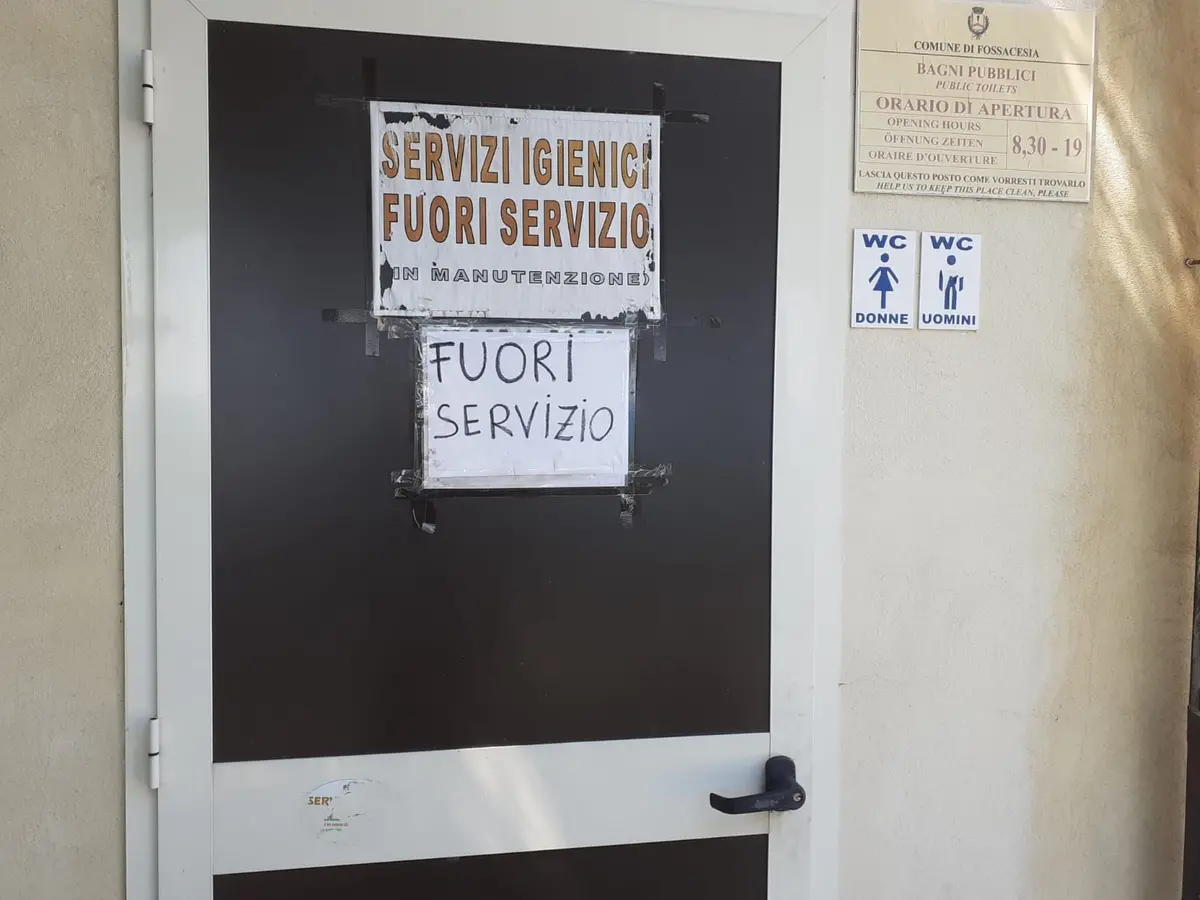 SERVIZI IGIENICI
FUORI SERVIZIO
(IN MANUTENZIONE)
FUORI
SERVIZIO
COMUNE DI FOSSACESIA
BAGNI PUBBLICI
PUBLIC TOILETS
ORARIO DI APERTURA
OPENING HOURS
ÖFFNUNG ZEITEN
ORAIRE D'OUVERTURE
8,30 - 19
LASCIA QUESTO POSTO COME VORRESTI TROVARLO
HELP US TO KEEP THIS PLACE CLEAN, PLEASE
WC
DONNE
WC
UOMINI
SER